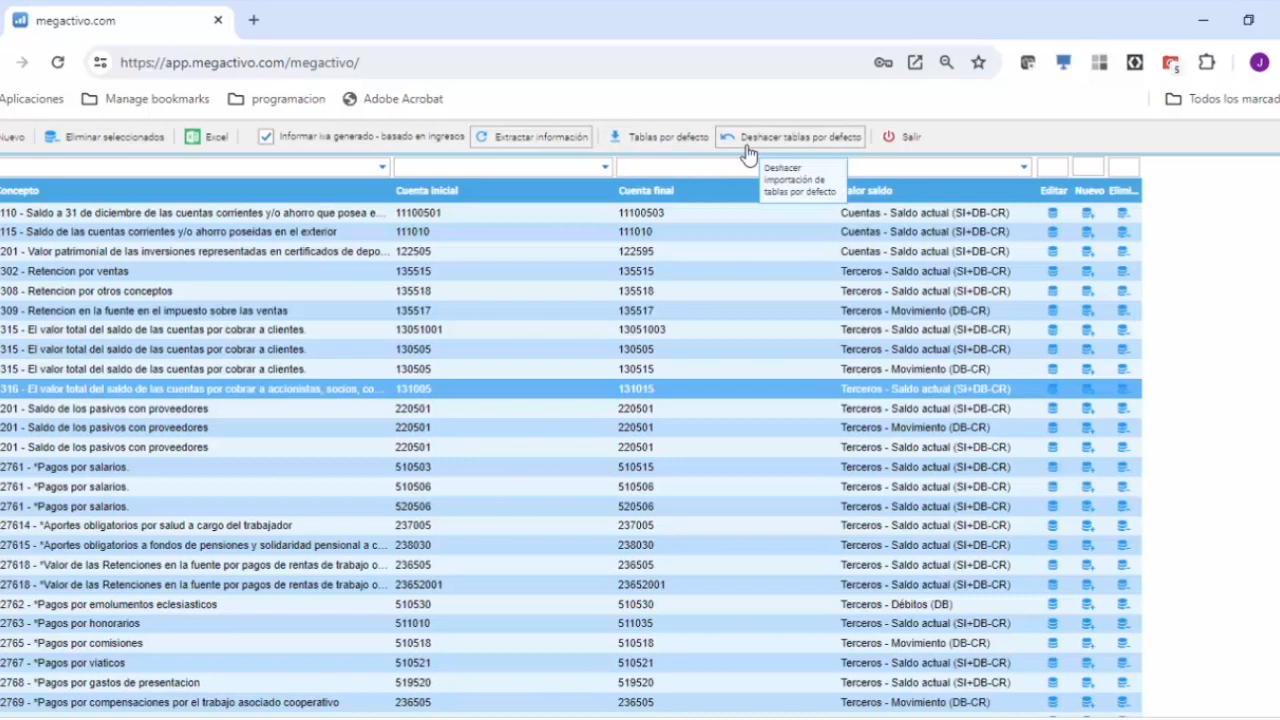 megactivo.com
https://app.megactivo.com/megactivo/
5
J
Aplicaciones Manage bookmarks programacion Adobe Acrobat Todos los marcad
Nuevo Eliminar seleccionados Excel Informar iva generado - basado en ingresos Extractar información Tablas por defecto Deshacer tablas por defecto Salir
Deshacer
importación de
tablas por defecto
oncepto Cuenta inicial Cuenta final alor saldo Editar Nuevo Elimi...
110 - Saldo a 31 de diciembre de las cuentas corrientes y/o ahorro que posea e... 11100501 11100503 Cuentas - Saldo actual (SI+DB-CR)
115 - Saldo de las cuentas corrientes y/o ahorro poseidas en el exterior 111010 111010 Cuentas - Saldo actual (SI+DB-CR)
201 - Valor patrimonial de las inversiones representadas en certificados de depo... 122505 122595 Cuentas - Saldo actual (SI+DB-CR)
302 - Retencion por ventas 135515 135515 Terceros - Saldo actual (SI+DB-CR)
308 - Retencion por otros conceptos 135518 135518 Terceros - Saldo actual (SI+DB-CR)
309 - Retencion en la fuente en el impuesto sobre las ventas 135517 135517 Terceros - Movimiento (DB-CR)
315 - El valor total del saldo de las cuentas por cobrar a clientes. 13051001 13051003 Terceros - Saldo actual (SI+DB-CR)
315 - El valor total del saldo de las cuentas por cobrar a clientes. 130505 130505 Terceros - Saldo actual (SI+DB-CR)
315 - El valor total del saldo de las cuentas por cobrar a clientes. 130505 130515 Terceros - Movimiento (DB-CR)
316 - El valor total del saldo de las cuentas por cobrar a accionistas, socios, co... 131005 131015 Terceros - Saldo actual (SI+DB-CR)
201 - Saldo de los pasivos con proveedores 220501 220501 Terceros - Saldo actual (SI+DB-CR)
201 - Saldo de los pasivos con proveedores 220501 220501 Terceros - Movimiento (DB-CR)
201 - Saldo de los pasivos con proveedores 220501 220501 Terceros - Saldo actual (SI+DB-CR)
2761 - *Pagos por salarios. 510503 510515 Terceros - Saldo actual (SI+DB-CR)
2761 - *Pagos por salarios. 510506 510506 Terceros - Saldo actual (SI+DB-CR)
2761 - *Pagos por salarios. 520506 520506 Terceros - Saldo actual (SI+DB-CR)
27614 - *Aportes obligatorios por salud a cargo del trabajador 237005 237005 Terceros - Saldo actual (SI+DB-CR)
27615 - *Aportes obligatorios a fondos de pensiones y solidaridad pensional a c... 238030 238030 Terceros - Saldo actual (SI+DB-CR)
27618 - *Valor de las Retenciones en la fuente por pagos de rentas de trabajo o... 236505 236505 Terceros - Saldo actual (SI+DB-CR)
27618 - *Valor de las Retenciones en la fuente por pagos de rentas de trabajo o... 23652001 23652001 Terceros - Saldo actual (SI+DB-CR)
2762 - *Pagos por emolumentos eclesiasticos 510530 510530 Terceros - Débitos (DB)
2763 - *Pagos por honorarios 511010 511035 Terceros - Saldo actual (SI+DB-CR)
2765 - *Pagos por comisiones 510518 510518 Terceros - Movimiento (DB-CR)
2767 - *Pagos por viaticos 510521 510521 Terceros - Saldo actual (SI+DB-CR)
2768 - *Pagos por gastos de presentacion 519520 519520 Terceros - Saldo actual (SI+DB-CR)
2769 - *Pagos por compensaciones por el trabajo asociado cooperativo 236505 236505 Terceros - Movimiento (DB-CR)